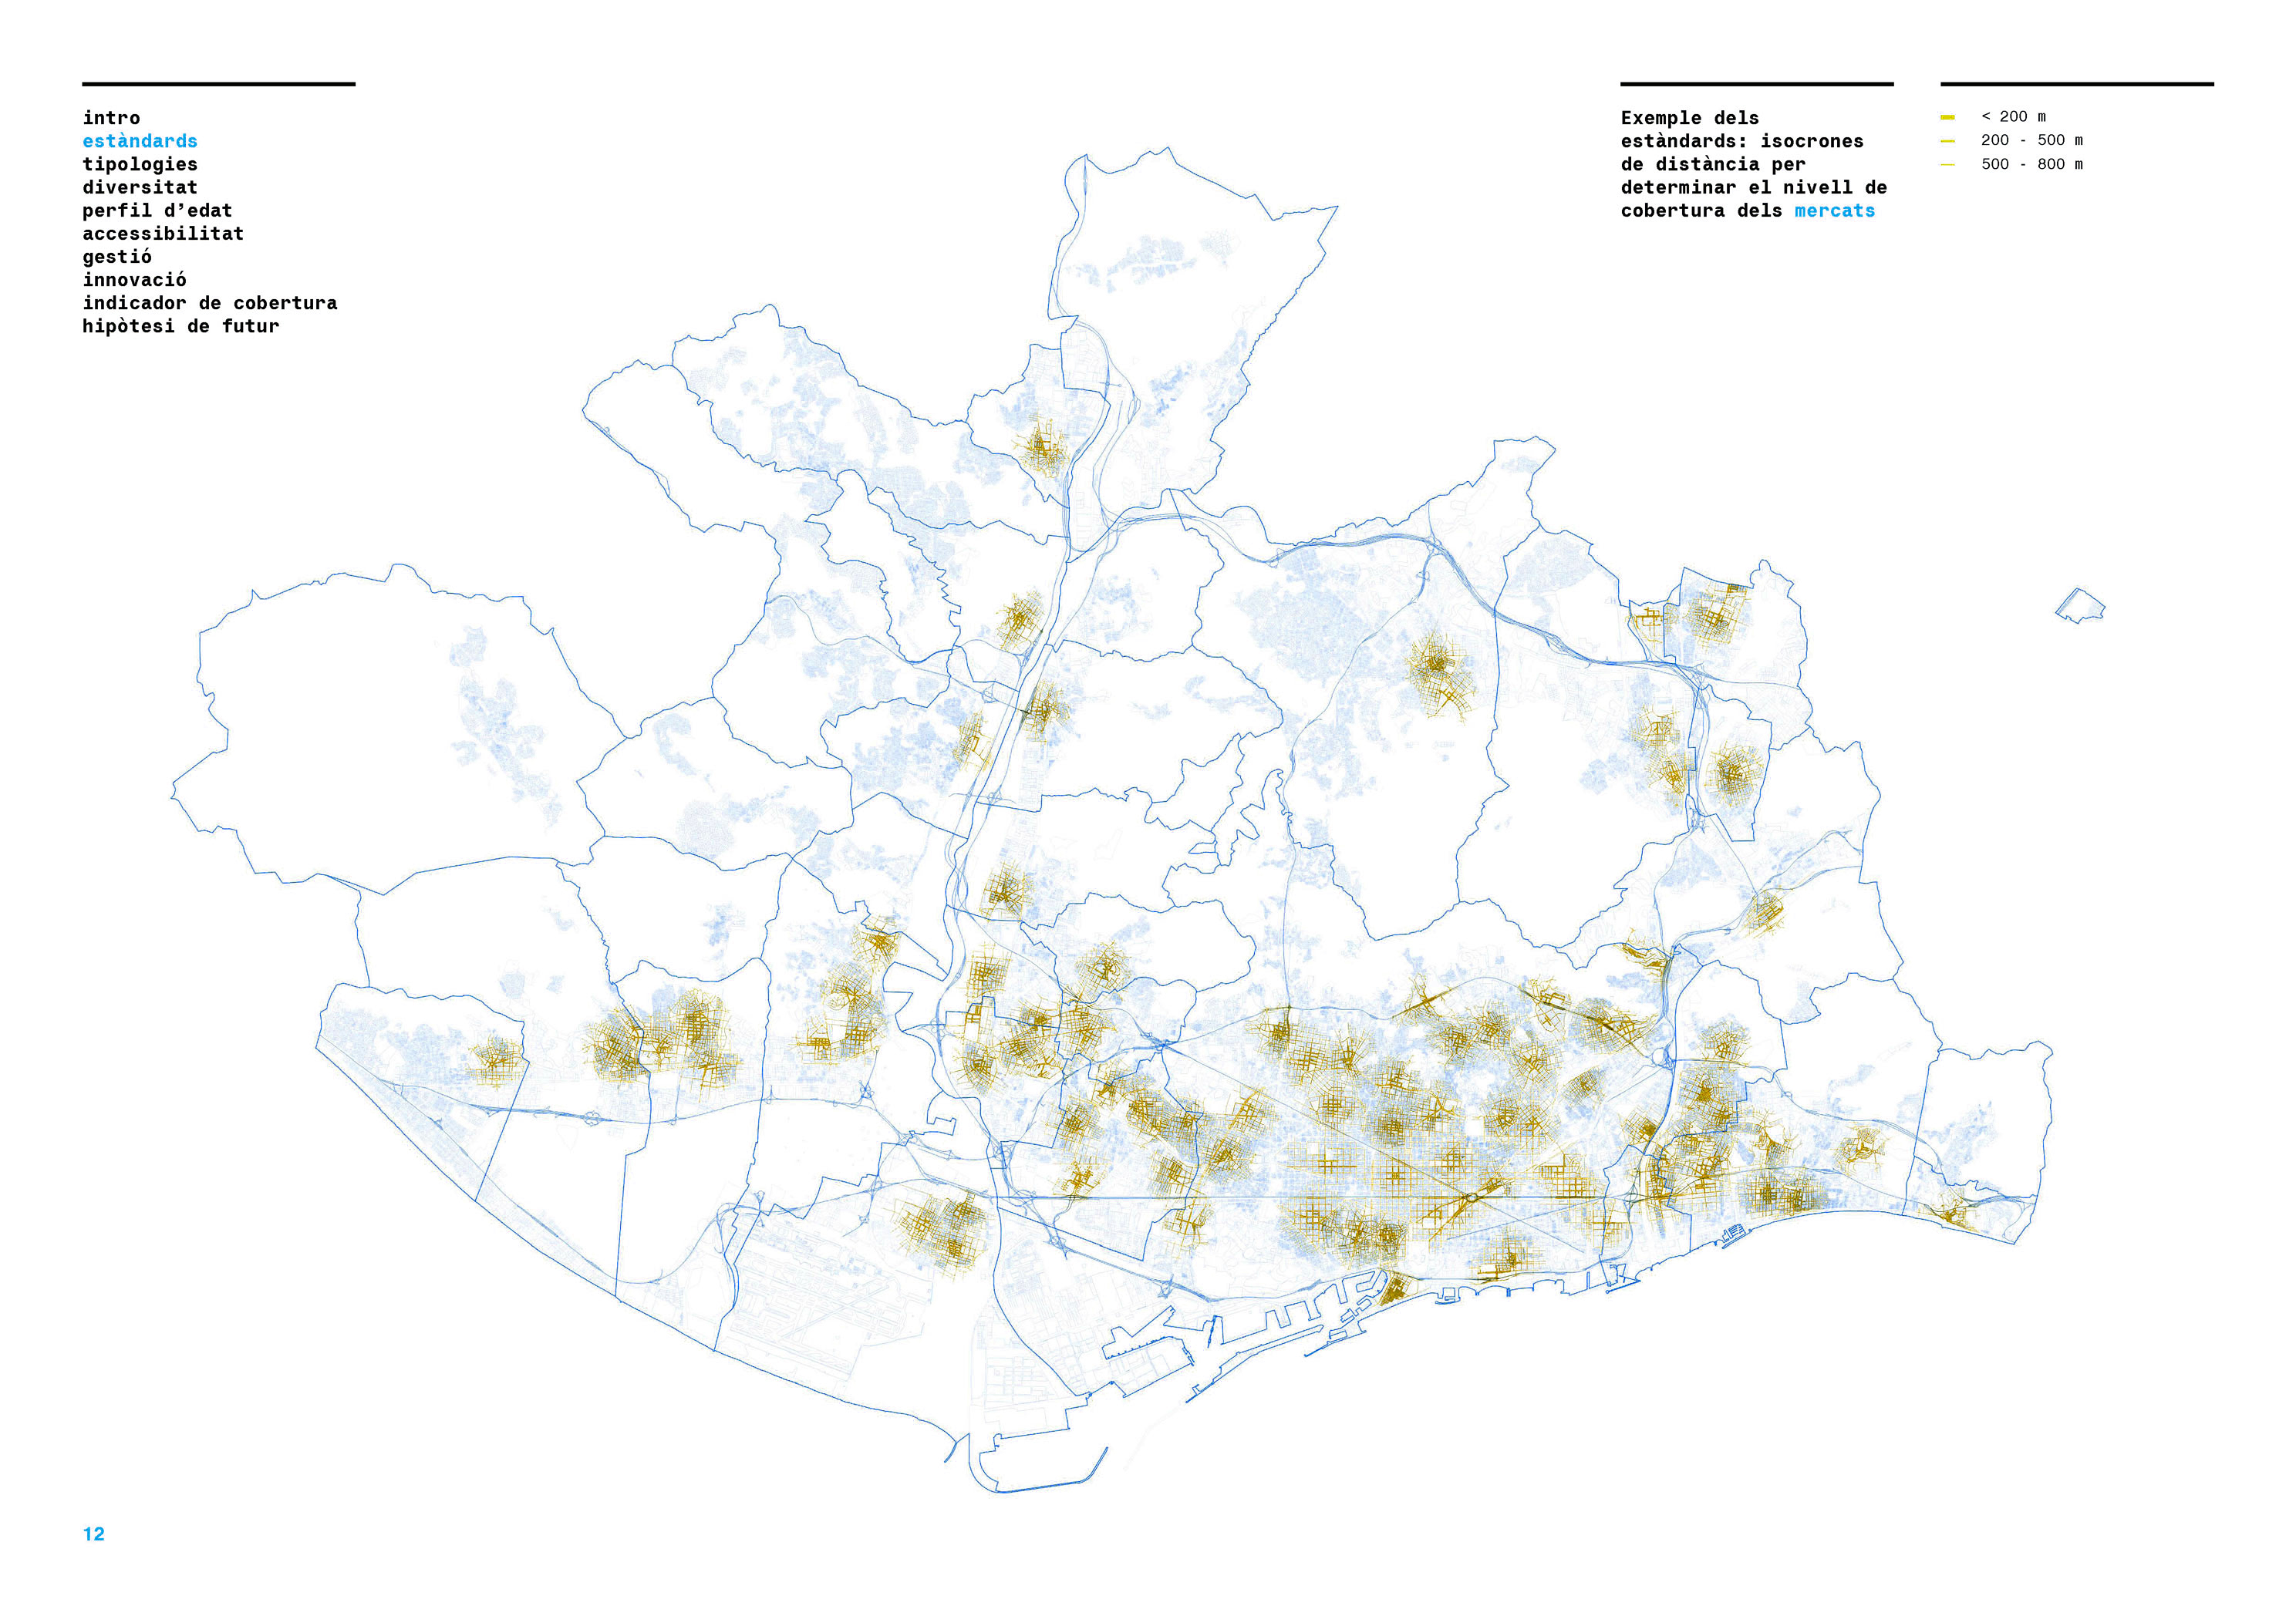 intro
estàndards
tipologies
diversitat
perfil d’edat
accessibilitat
gestió
innovació
indicador de cobertura
hipòtesi de futur
Exemple dels
estàndards: isocrones
de distància per
determinar el nivell de
cobertura dels mercats
< 200 m
200 - 500 m
500 - 800 m
12